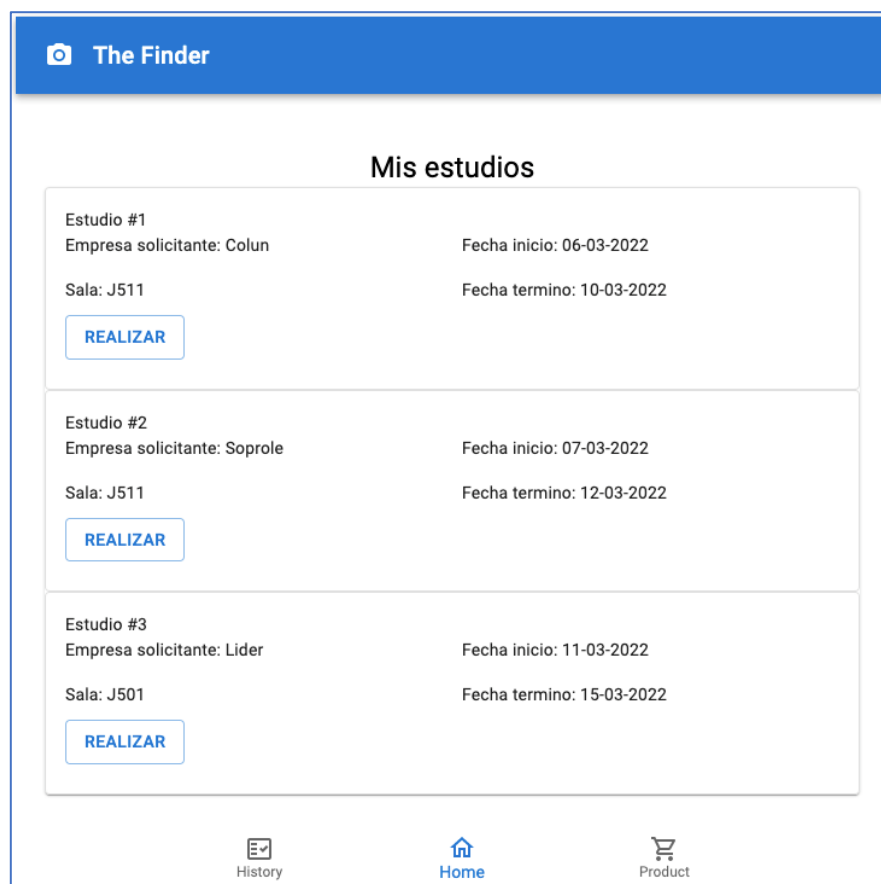 The Finder
Mis estudios
Estudio #1
Empresa solicitante: Colun
Fecha inicio: 06-03-2022
Sala: J511
Fecha termino: 10-03-2022
REALIZAR
Estudio #2
Empresa solicitante: Soprole
Fecha inicio: 07-03-2022
Sala: J511
Fecha termino: 12-03-2022
REALIZAR
Estudio #3
Empresa solicitante: Lider
Fecha inicio: 11-03-2022
Sala: J501
Fecha termino: 15-03-2022
REALIZAR
History
Home
Product